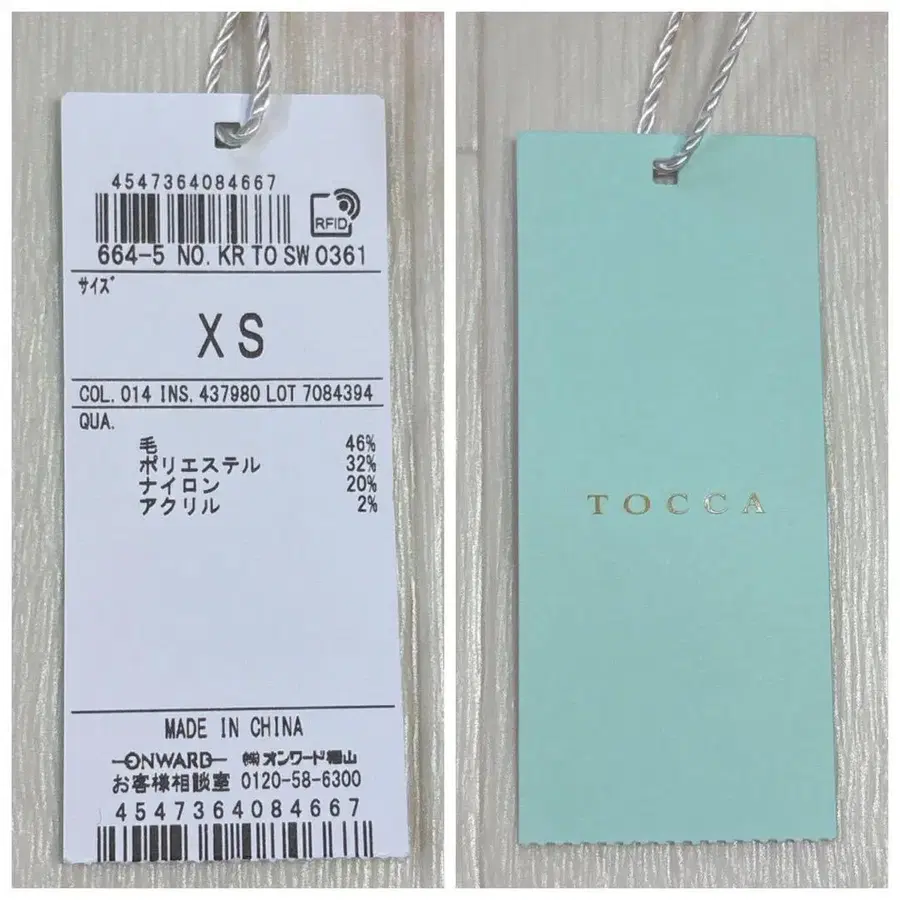 4547364084667
RFID
664-5 NO. KR TO SW 0361
サイズ
XS
COL. 014 INS. 437980 LOT 7084394
QUA.
毛 46%
ポリエステル 32%
ナイロン 20%
アクリル 2%
MADE IN CHINA
ONWARD ㈱オンワード樫山
お客様相談室 0120-58-6300
4547364084667
TOCCA